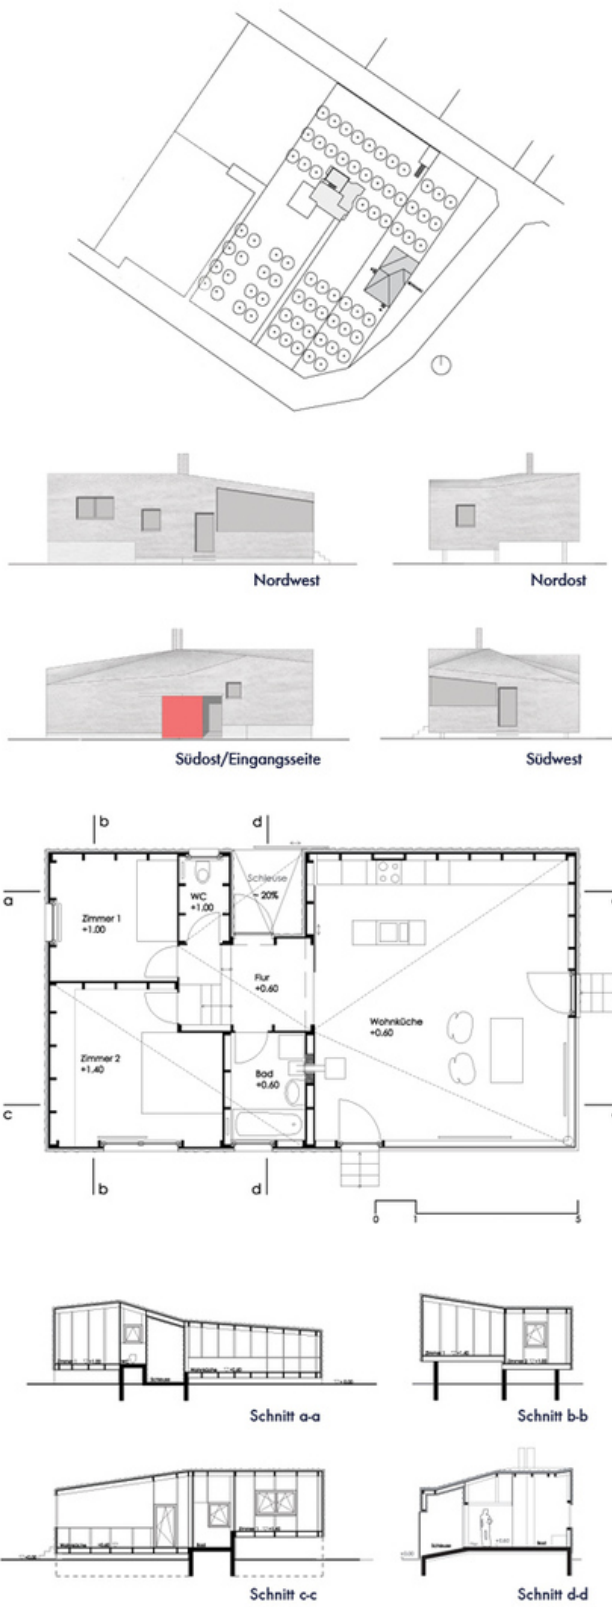 Nordwest
Nordost
Südost/Eingangsseite
Südwest
b
d
a
Schleuse
~ 20%
WC
+1.00
Zimmer 1
+1.00
Flur
+0.60
Wohnküche
+0.60
Zimmer 2
+1.40
Bad
+0.60
c
b
d
0 1 5
Schnitt a-a
Schnitt b-b
Schnitt c-c
Schnitt d-d